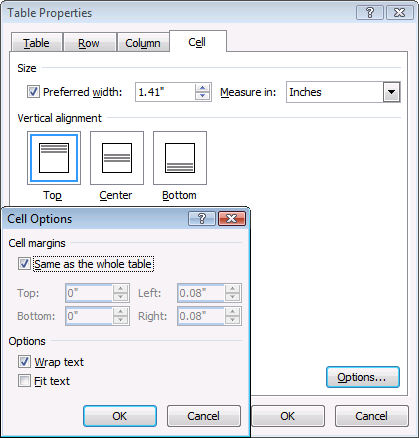 Table Properties
Table Row Column Cell
Size
Preferred width: 1.41" Measure in: Inches
Vertical alignment
Top Center Bottom
Cell Options
Cell margins
Same as the whole table
Top: 0" Left: 0.08"
Bottom: 0" Right: 0.08"
Options
Wrap text
Fit text
Options...
OK Cancel OK Cancel